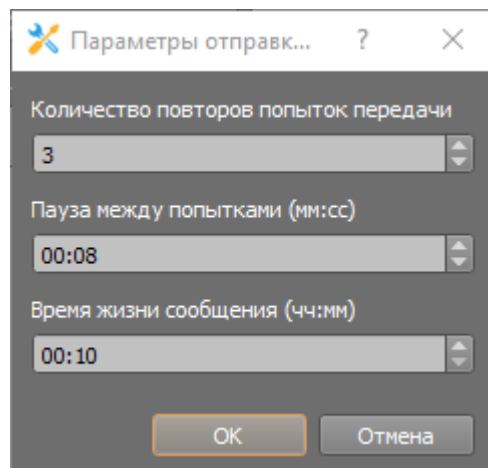 Параметры отправк... ?
Количество повторов попыток передачи
3
Пауза между попытками (мм:сс)
00:08
Время жизни сообщения (чч:мм)
00:10
OK Отмена